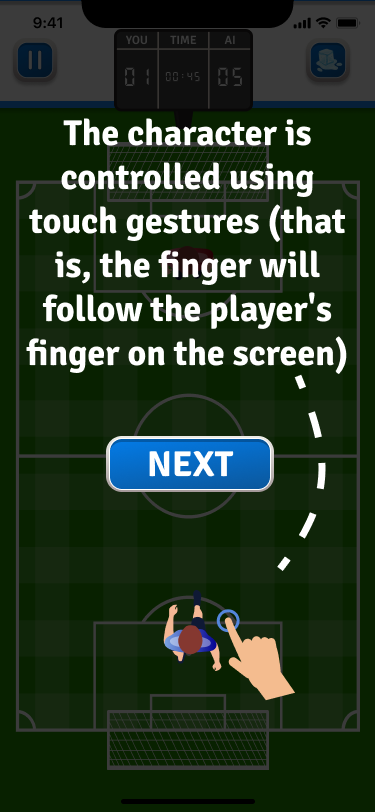 9:41
YOU TIME AI
01 00:45 05
The character is
controlled using
touch gestures (that
is, the finger will
follow the player's
finger on the screen)
NEXT